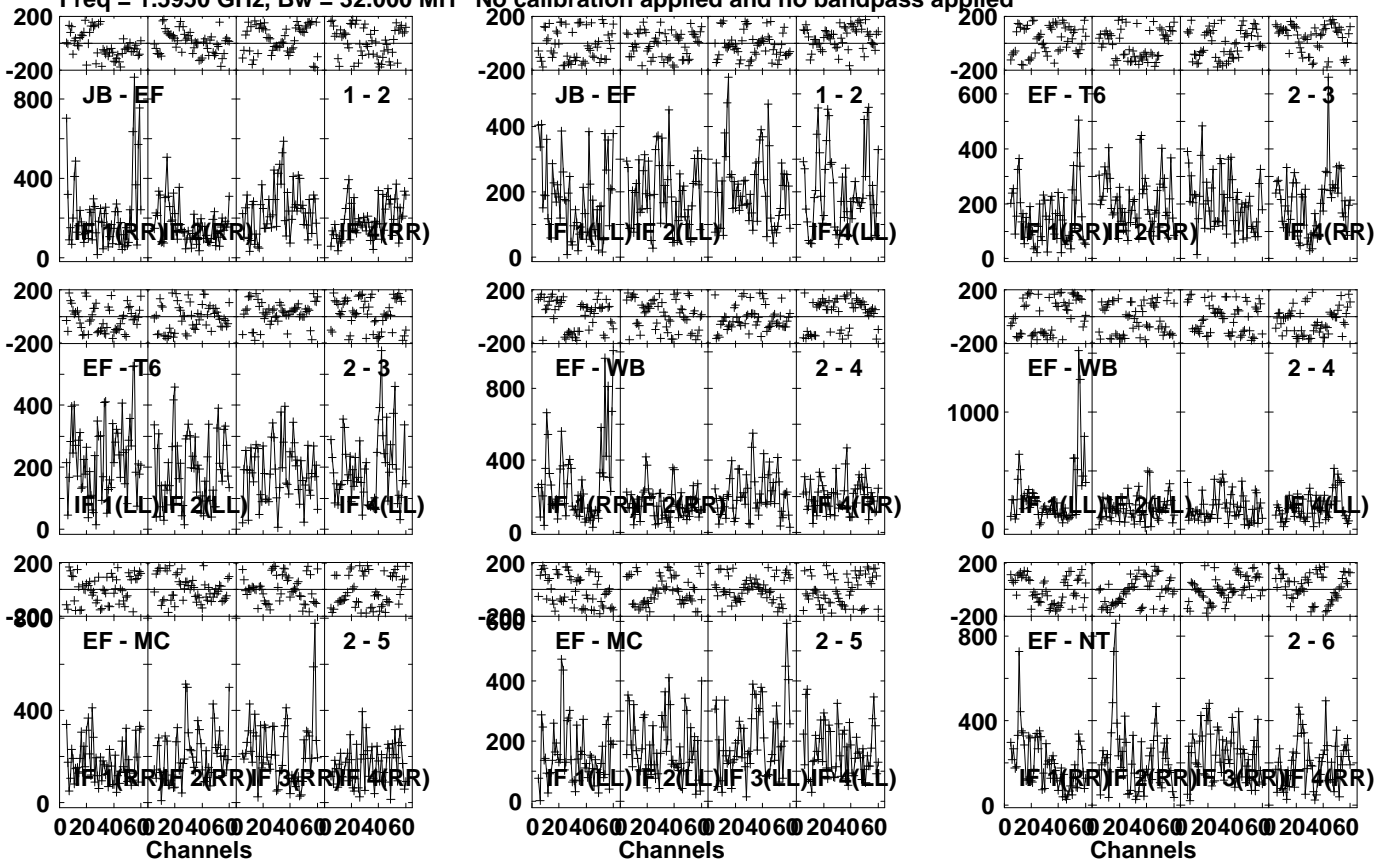 Freq = 1.5950 GHz, Bw = 32.000 MH No calibration applied and no bandpass applied
200
-200
800
400
0
JB - EF
1 - 2
IF 1(RR)
IF 2(RR)
IF 4(RR)
200
-200
400
200
0
JB - EF
1 - 2
IF 1(LL)
IF 2(LL)
IF 4(LL)
200
-200
600
400
200
0
EF - T6
2 - 3
IF 1(RR)
IF 2(RR)
IF 4(RR)
200
-200
400
200
0
EF - T6
2 - 3
IF 1(LL)
IF 2(LL)
IF 4(LL)
200
-200
800
400
0
EF - WB
2 - 4
IF 1(RR)
IF 2(RR)
IF 4(RR)
200
-200
1000
0
EF - WB
2 - 4
IF 1(LL)
IF 2(LL)
IF 4(LL)
200
-200
800
400
0
EF - MC
2 - 5
IF 1(RR)
IF 2(RR)
IF 3(RR)
IF 4(RR)
0 20 40 60 0 20 40 60 0 20 40 60 0 20 40 60
Channels
200
-200
600
400
200
0
EF - MC
2 - 5
IF 1(LL)
IF 2(LL)
IF 3(LL)
IF 4(LL)
0 20 40 60 0 20 40 60 0 20 40 60 0 20 40 60
Channels
200
-200
800
400
0
EF - NT
2 - 6
IF 1(RR)
IF 2(RR)
IF 3(RR)
IF 4(RR)
0 20 40 60 0 20 40 60 0 20 40 60 0 20 40 60
Channels